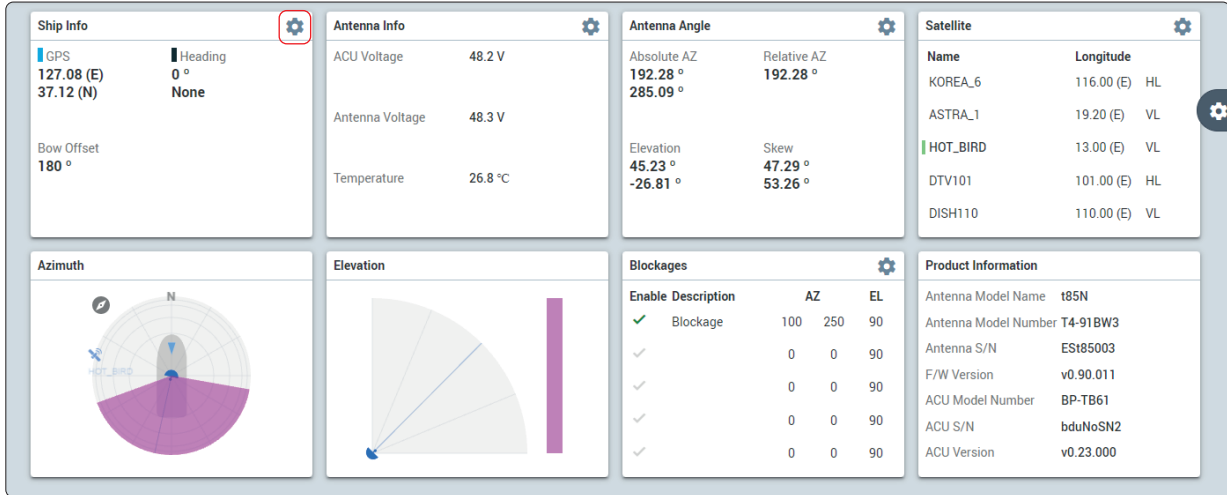 Ship Info
GPS Heading
127.08 (E) 0 °
37.12 (N) None
Bow Offset
180 °
Antenna Info
ACU Voltage 48.2 V
Antenna Voltage 48.3 V
Temperature 26.8 °C
Antenna Angle
Absolute AZ Relative AZ
192.28 ° 192.28 °
285.09 °
Elevation Skew
45.23 ° 47.29 °
-26.81 ° 53.26 °
Satellite
Name Longitude
KOREA_6 116.00 (E) HL
ASTRA_1 19.20 (E) VL
HOT_BIRD 13.00 (E) VL
DTV101 101.00 (E) HL
DISH110 110.00 (E) VL
Azimuth
N
HOT_BIRD
Elevation
Blockages
Enable Description AZ EL
Blockage 100 250 90
0 0 90
0 0 90
0 0 90
0 0 90
Product Information
Antenna Model Name t85N
Antenna Model Number T4-91BW3
Antenna S/N ESt85003
F/W Version v0.90.011
ACU Model Number BP-TB61
ACU S/N bduNoSN2
ACU Version v0.23.000